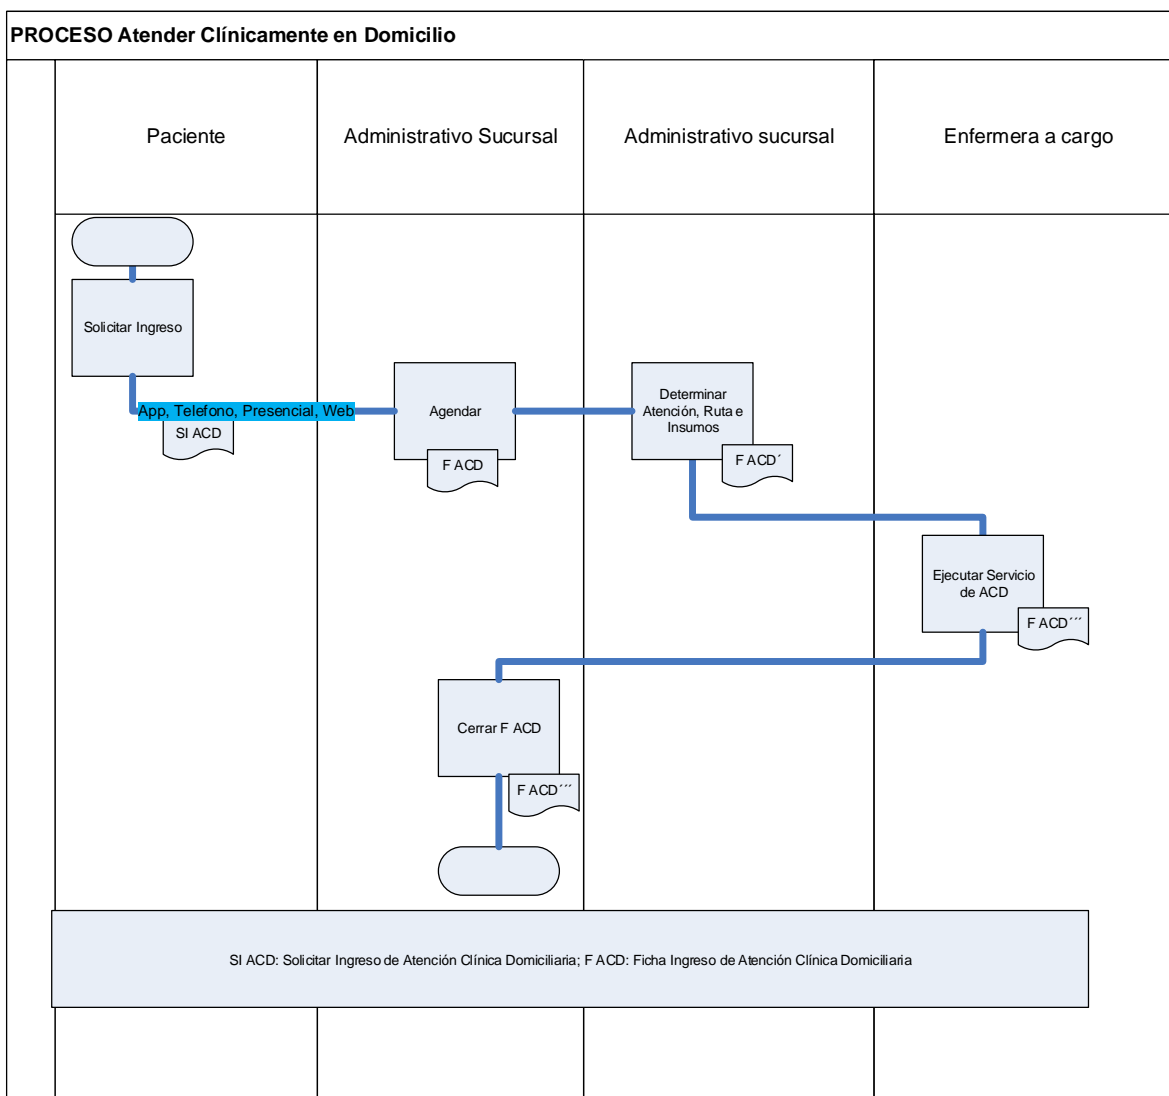 PROCESO Atender Clínicamente en Domicilio
Paciente
Administrativo Sucursal
Administrativo sucursal
Enfermera a cargo
Solicitar Ingreso
App, Telefono, Presencial, Web
SI ACD
Agendar
F ACD
Determinar
Atención, Ruta e
Insumos
F ACD´
Ejecutar Servicio
de ACD
F ACD´´´
Cerrar F ACD
F ACD´´´
SI ACD: Solicitar Ingreso de Atención Clínica Domiciliaria; F ACD: Ficha Ingreso de Atención Clínica Domiciliaria